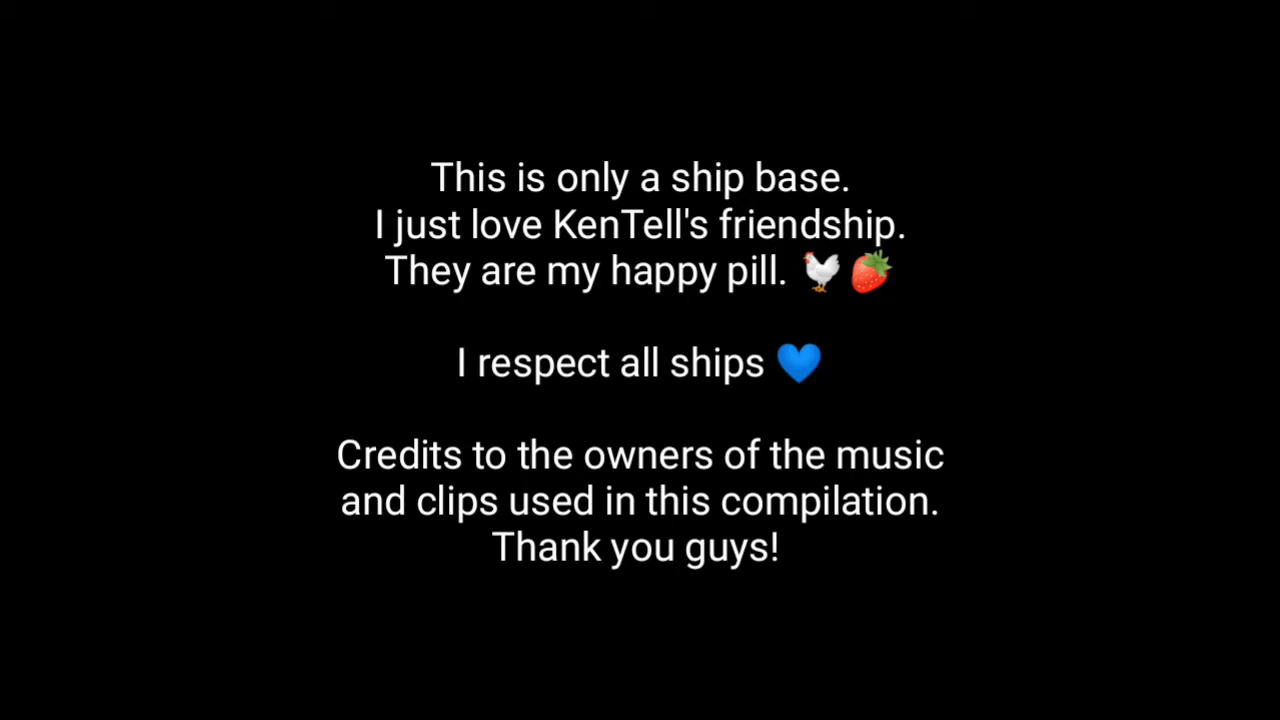 This is only a ship base.
I just love KenTell's friendship.
They are my happy pill. 🐓🍓
I respect all ships 💙
Credits to the owners of the music
and clips used in this compilation.
Thank you guys!